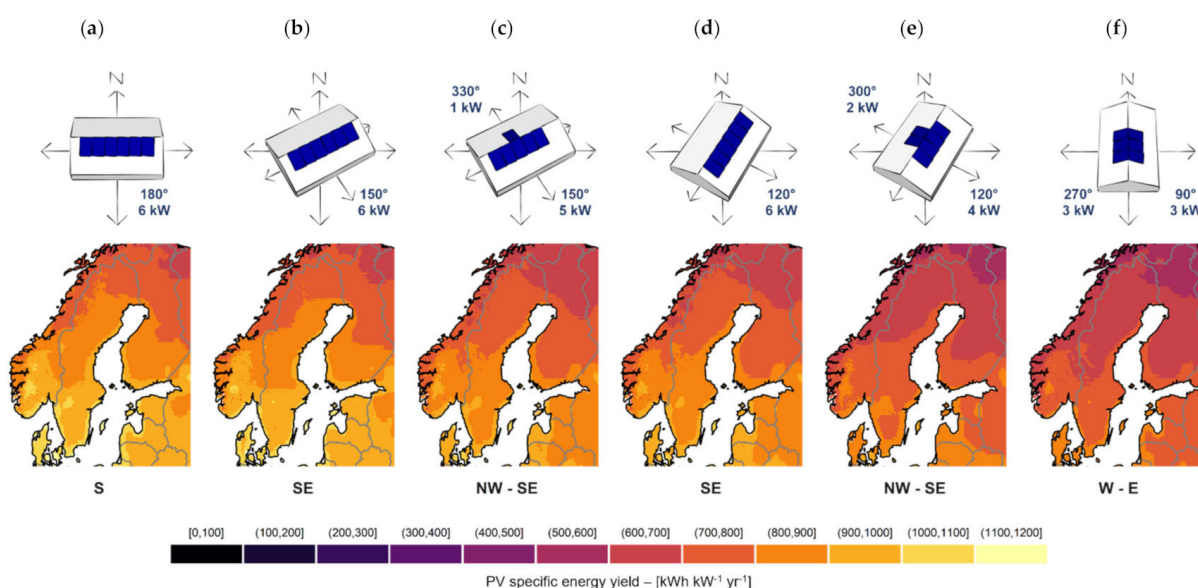 (a) (b) (c) (d) (e) (f)
N N N N N N
330°
1 kW
300°
2 kW
180°
6 kW
150°
6 kW
150°
5 kW
120°
6 kW
120°
4 kW
270°
3 kW
90°
3 kW
S SE NW - SE SE NW - SE W - E
[0,100] (100,200] (200,300] (300,400] (400,500] (500,600] (600,700] (700,800] (800,900] (900,1000] (1000,1100] (1100,1200]
PV specific energy yield – [kWh kW⁻¹ yr⁻¹]